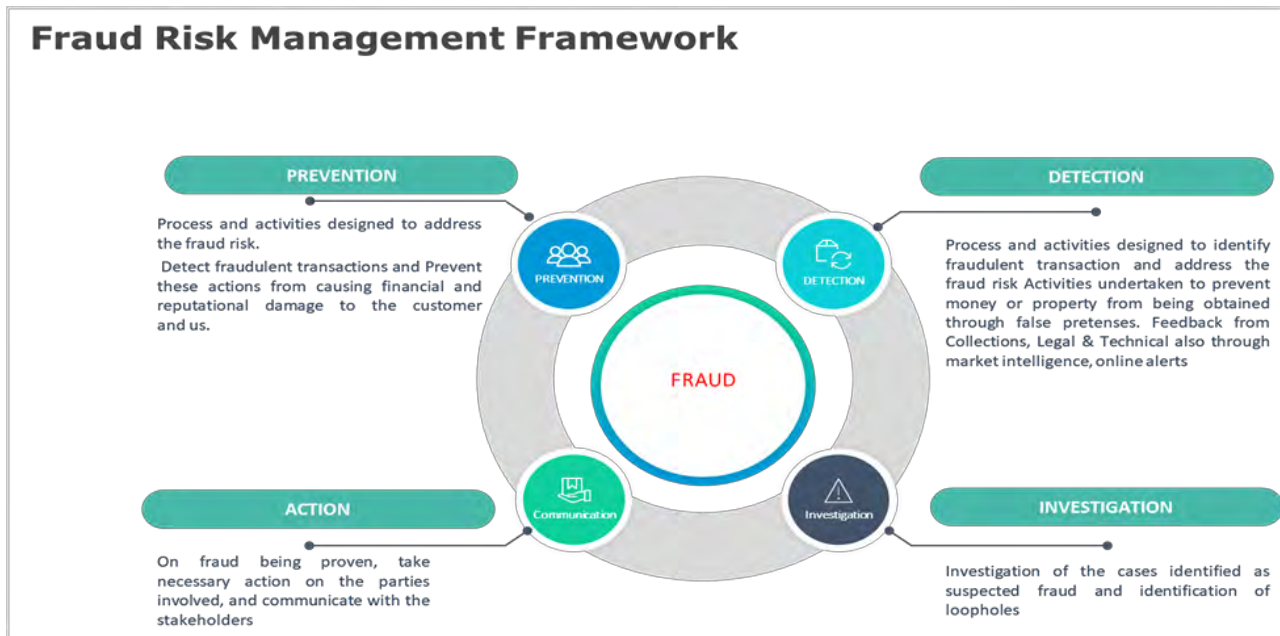 Fraud Risk Management Framework
PREVENTION
Process and activities designed to address
the fraud risk.
Detect fraudulent transactions and Prevent
these actions from causing financial and
reputational damage to the customer
and us.
DETECTION
Process and activities designed to identify
fraudulent transaction and address the
fraud risk Activities undertaken to prevent
money or property from being obtained
through false pretenses. Feedback from
Collections, Legal & Technical also through
market intelligence, online alerts
PREVENTION
DETECTION
FRAUD
Communication
Investigation
ACTION
On fraud being proven, take
necessary action on the parties
involved, and communicate with the
stakeholders
INVESTIGATION
Investigation of the cases identified as
suspected fraud and identification of
loopholes